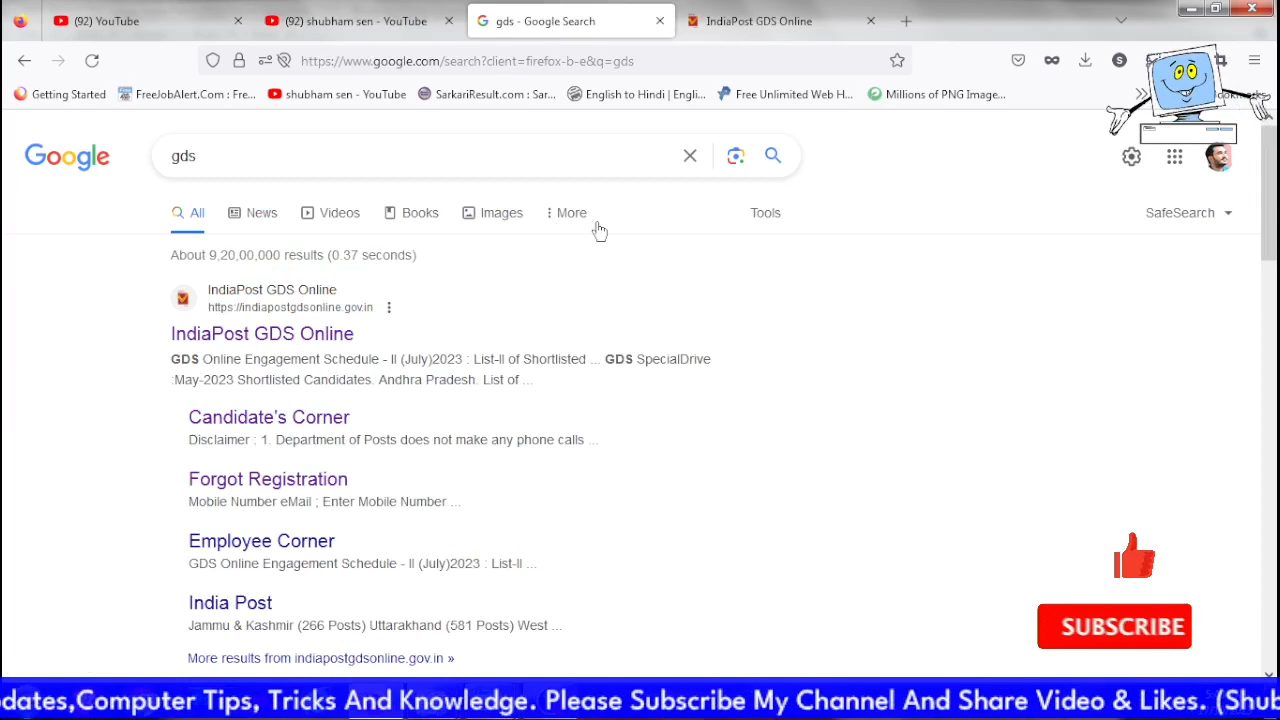 (92) YouTube
(92) shubham sen - YouTube
gds - Google Search
IndiaPost GDS Online
https://www.google.com/search?client=firefox-b-e&q=gds
Getting Started
FreeJobAlert.Com : Fre...
shubham sen - YouTube
SarkariResult.com : Sar...
English to Hindi | Engli...
Free Unlimited Web H...
Millions of PNG Image...
Google
gds
All
News
Videos
Books
Images
More
Tools
SafeSearch
About 9,20,00,000 results (0.37 seconds)
IndiaPost GDS Online
https://indiapostgdsonline.gov.in
IndiaPost GDS Online
GDS Online Engagement Schedule - II (July)2023 : List-II of Shortlisted ... GDS SpecialDrive
:May-2023 Shortlisted Candidates. Andhra Pradesh. List of ...
Candidate's Corner
Disclaimer : 1. Department of Posts does not make any phone calls ...
Forgot Registration
Mobile Number eMail ; Enter Mobile Number ...
Employee Corner
GDS Online Engagement Schedule - II (July)2023 : List-II ...
India Post
Jammu & Kashmir (266 Posts) Uttarakhand (581 Posts) West ...
More results from indiapostgdsonline.gov.in »
SUBSCRIBE
dates,Computer Tips, Tricks And Knowledge. Please Subscribe My Channel And Share Video & Likes. (Shub